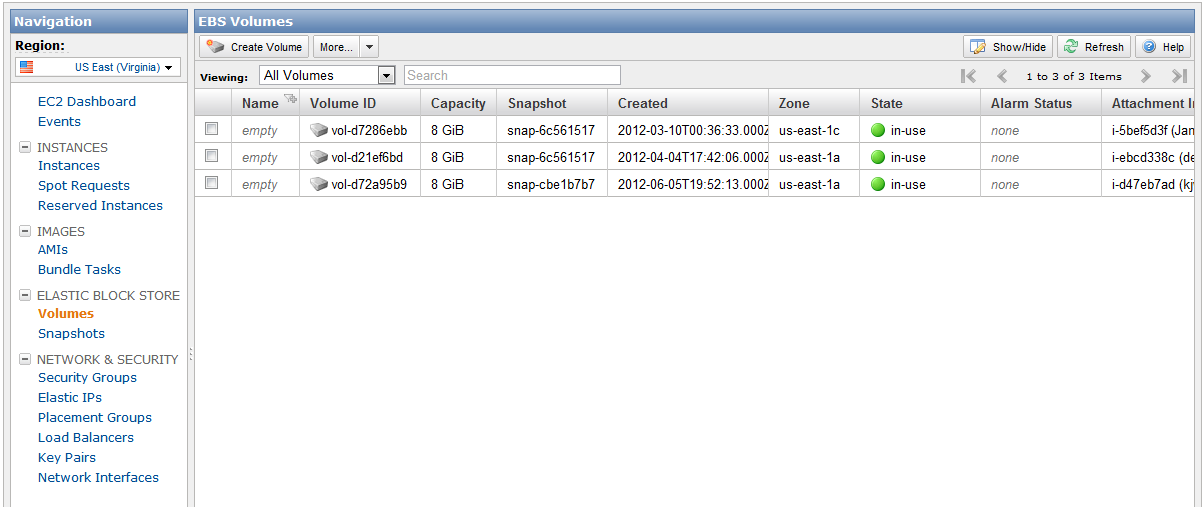 Navigation
Region:
US East (Virginia)
EC2 Dashboard
Events
INSTANCES
Instances
Spot Requests
Reserved Instances
IMAGES
AMIs
Bundle Tasks
ELASTIC BLOCK STORE
Volumes
Snapshots
NETWORK & SECURITY
Security Groups
Elastic IPs
Placement Groups
Load Balancers
Key Pairs
Network Interfaces
EBS Volumes
Create Volume More... Show/Hide Refresh Help
Viewing: All Volumes Search 1 to 3 of 3 Items
Name Volume ID Capacity Snapshot Created Zone State Alarm Status Attachment In
empty vol-d7286ebb 8 GiB snap-6c561517 2012-03-10T00:36:33.000Z us-east-1c in-use none i-5bef5d3f (Jan
empty vol-d21ef6bd 8 GiB snap-6c561517 2012-04-04T17:42:06.000Z us-east-1a in-use none i-ebcd338c (de
empty vol-d72a95b9 8 GiB snap-cbe1b7b7 2012-06-05T19:52:13.000Z us-east-1a in-use none i-d47eb7ad (kj